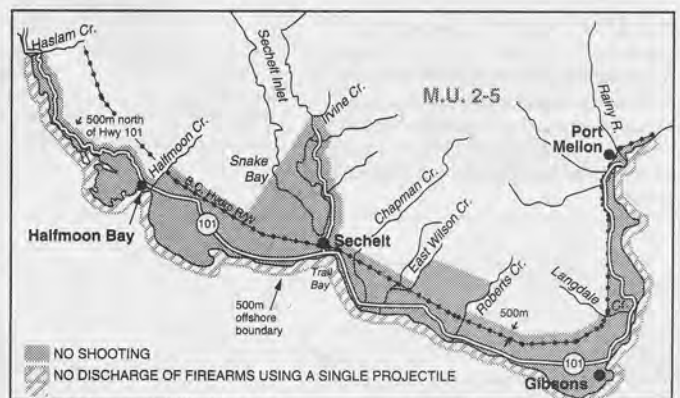 Haslam Cr.
500m north
of Hwy 101
Halfmoon Cr.
Halfmoon Bay
Sechelt Inlet
Irvine Cr.
Snake
Bay
B.C. Hydro R/W
101
Sechelt
Trail
Bay
500m
offshore
boundary
Chapman Cr.
East Wilson Cr.
Roberts Cr.
500m
M.U. 2-5
Rainy R.
Port
Mellon
Langdale
Cr.
101
Gibsons
NO SHOOTING
NO DISCHARGE OF FIREARMS USING A SINGLE PROJECTILE